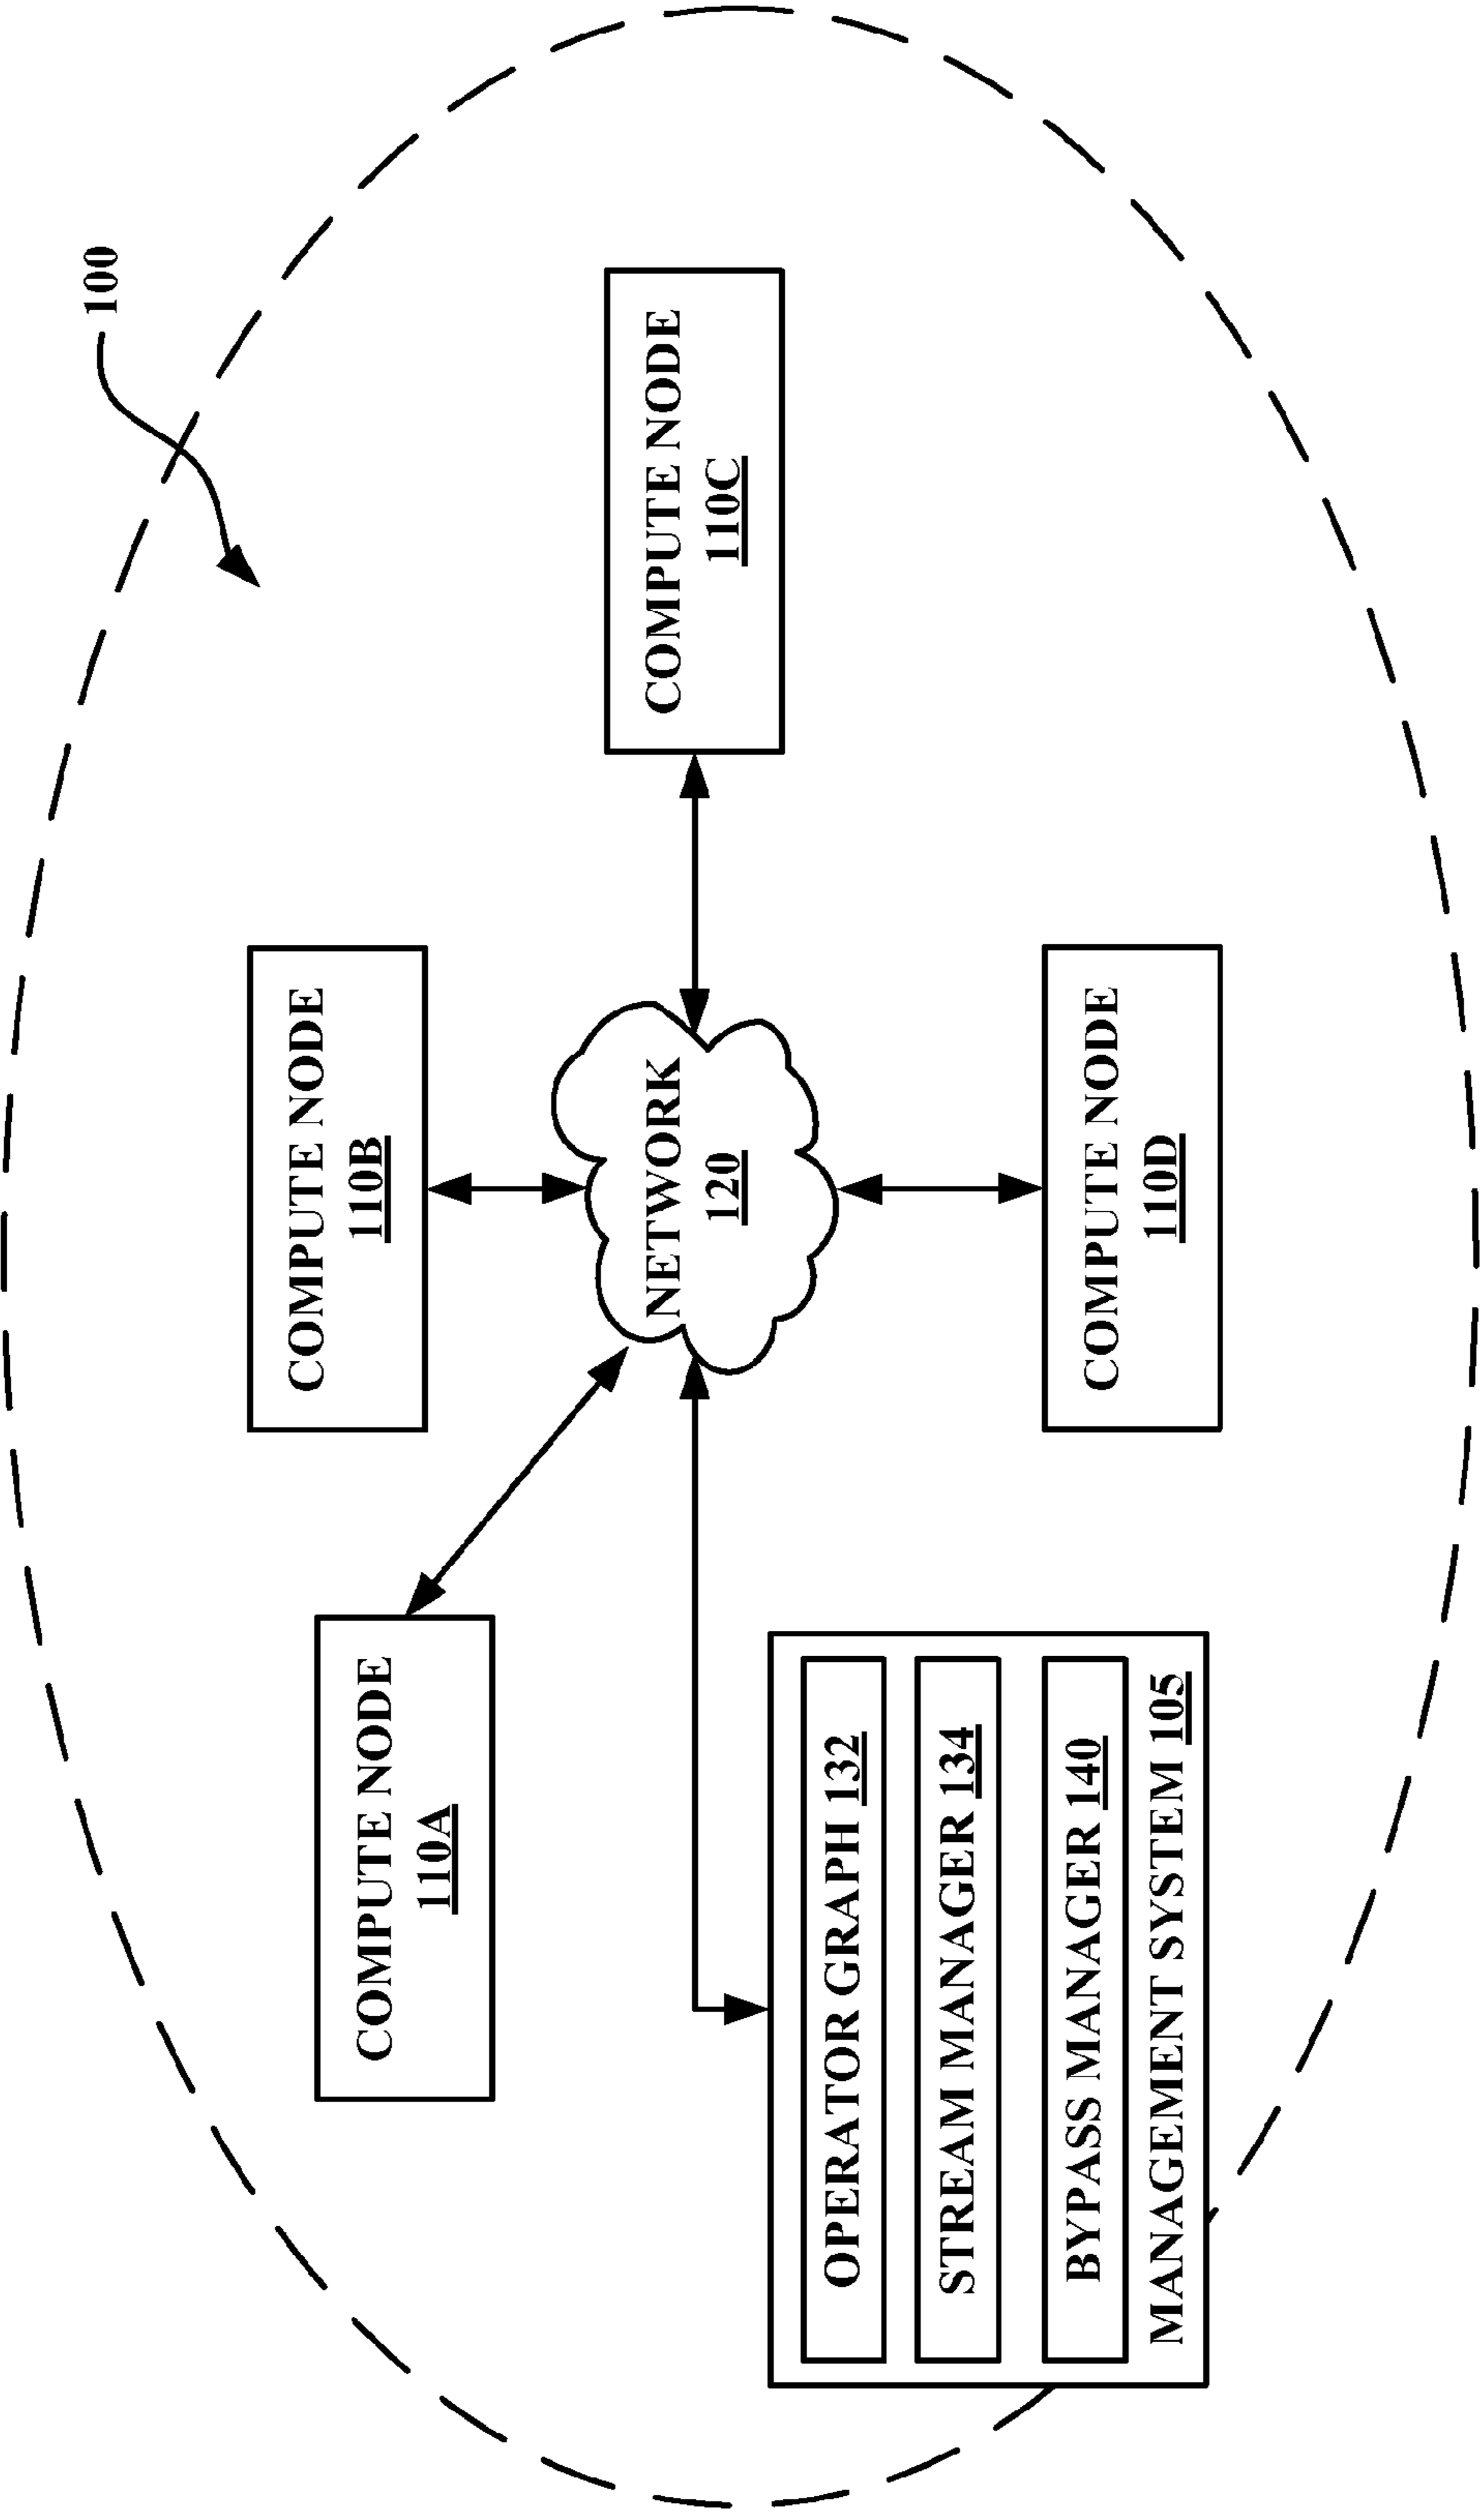 100
COMPUTE NODE
110B
COMPUTE NODE
110A
NETWORK
120
COMPUTE NODE
110C
OPERATOR GRAPH 132
STREAM MANAGER 134
BYPASS MANAGER 140
MANAGEMENT SYSTEM 105
COMPUTE NODE
110D